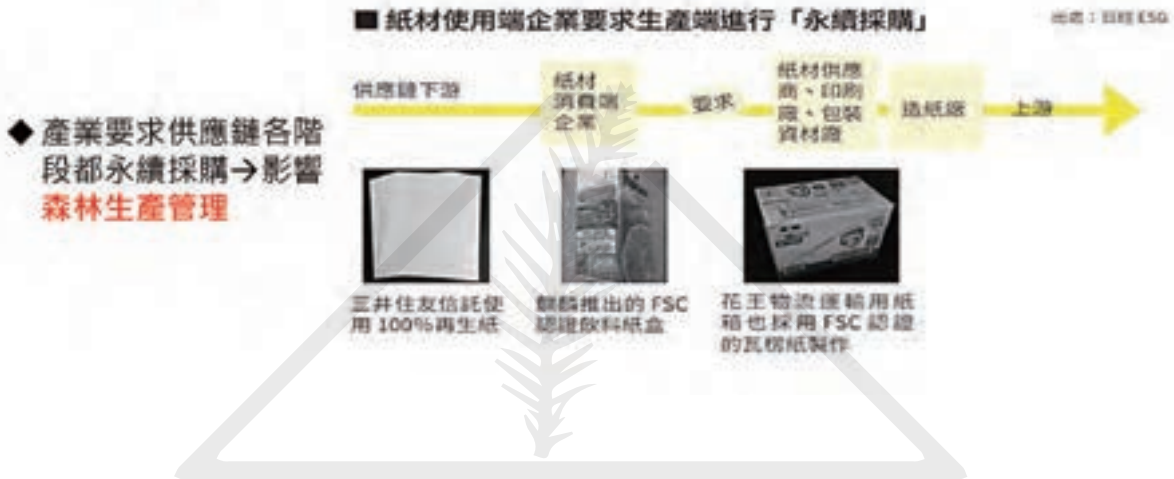 ■ 紙材使用端企業要求生產端進行「永續採購」
出處：日經 ESG
供應鏈下游
紙材
消費端
企業
要求
紙材供應
商、印刷
廠、包裝
資材廠
造紙廠
上游
◆ 產業要求供應鏈各階
段都永續採購→影響
森林生產管理
三井住友信託使
用 100%再生紙
麒麟推出的 FSC
認證飲料紙盒
花王物流運輸用紙
箱也採用 FSC 認證
的瓦楞紙製作